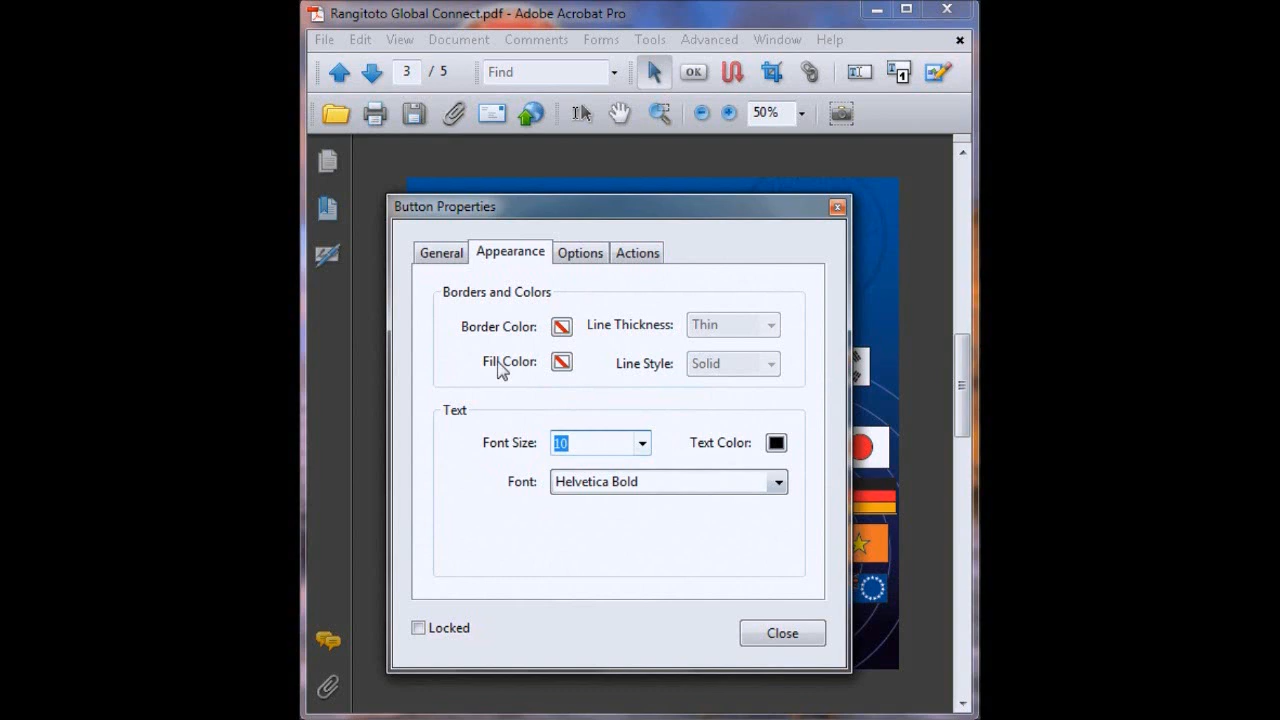 Rangitoto Global Connect.pdf - Adobe Acrobat Pro
File Edit View Document Comments Forms Tools Advanced Window Help
3 / 5 Find OK T 1
50%
Button Properties
General Appearance Options Actions
Borders and Colors
Border Color: Line Thickness: Thin
Fill Color: Line Style: Solid
Text
Font Size: 10 Text Color:
Font: Helvetica Bold
Locked Close